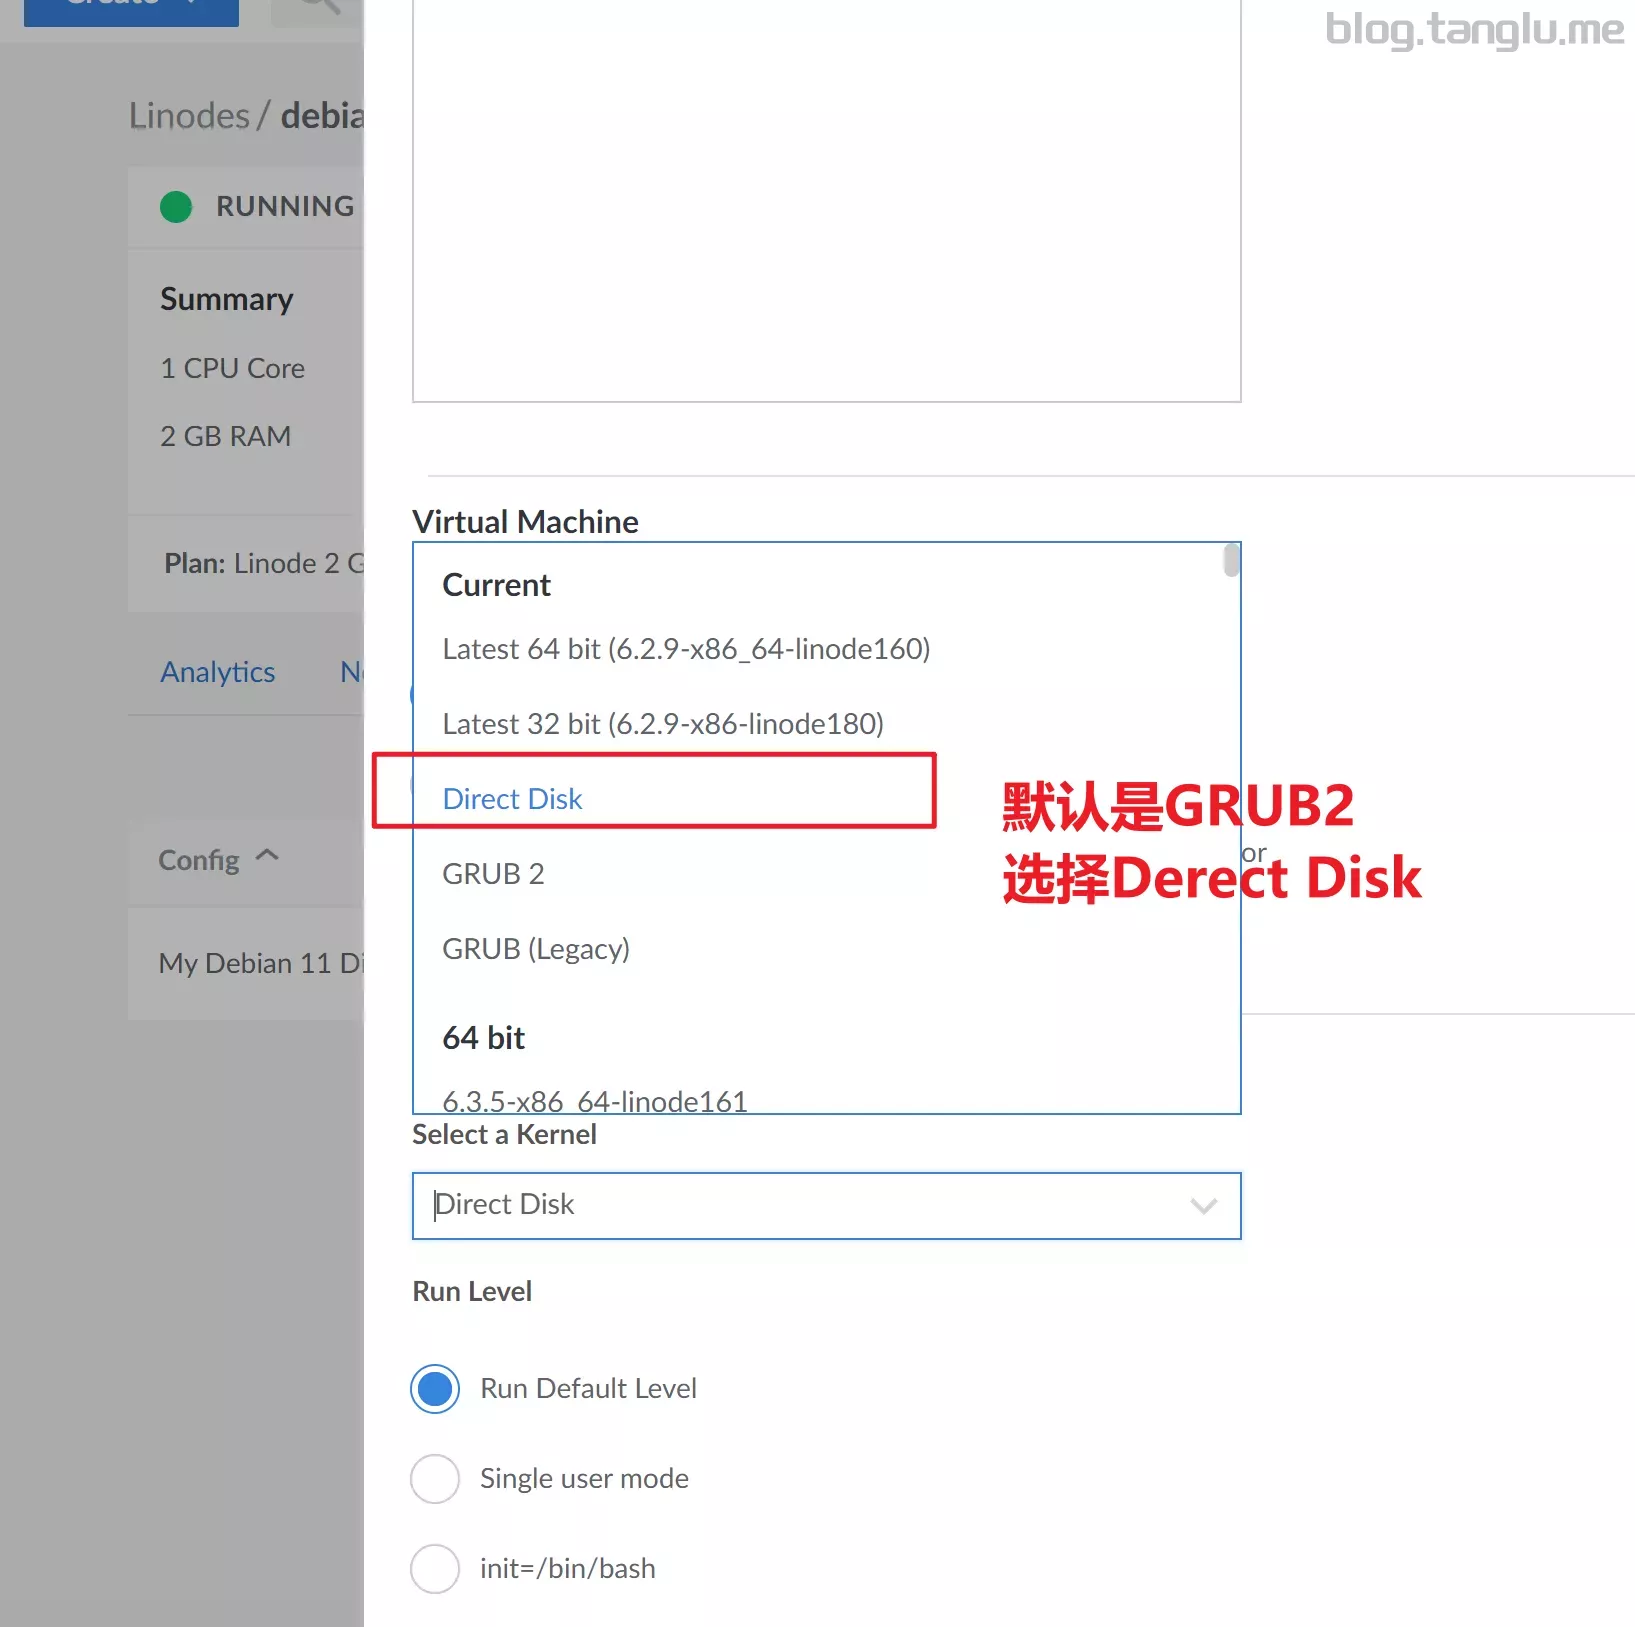 Create
blog.tanglu.me
Linodes / debia
RUNNING
Summary
1 CPU Core
2 GB RAM
Plan: Linode 2 G
Analytics
Config
My Debian 11 Di
Virtual Machine
Current
Latest 64 bit (6.2.9-x86_64-linode160)
Latest 32 bit (6.2.9-x86-linode180)
Direct Disk
GRUB 2
GRUB (Legacy)
64 bit
6.3.5-x86_64-linode161
默认是GRUB2
or
选择Derect Disk
Select a Kernel
Direct Disk
Run Level
Run Default Level
Single user mode
init=/bin/bash